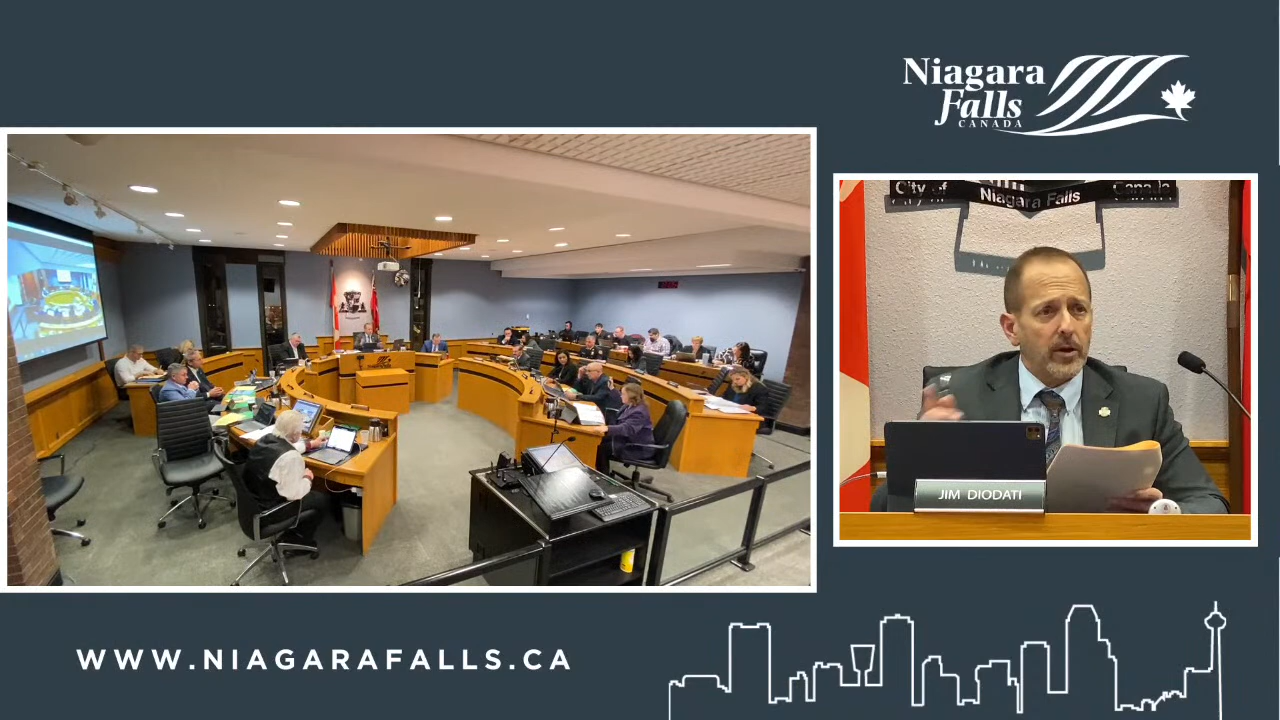 Niagara
Falls
CANADA
City of
Niagara Falls
Canada
JIM DIODATI
WWW.NIAGARAFALLS.CA